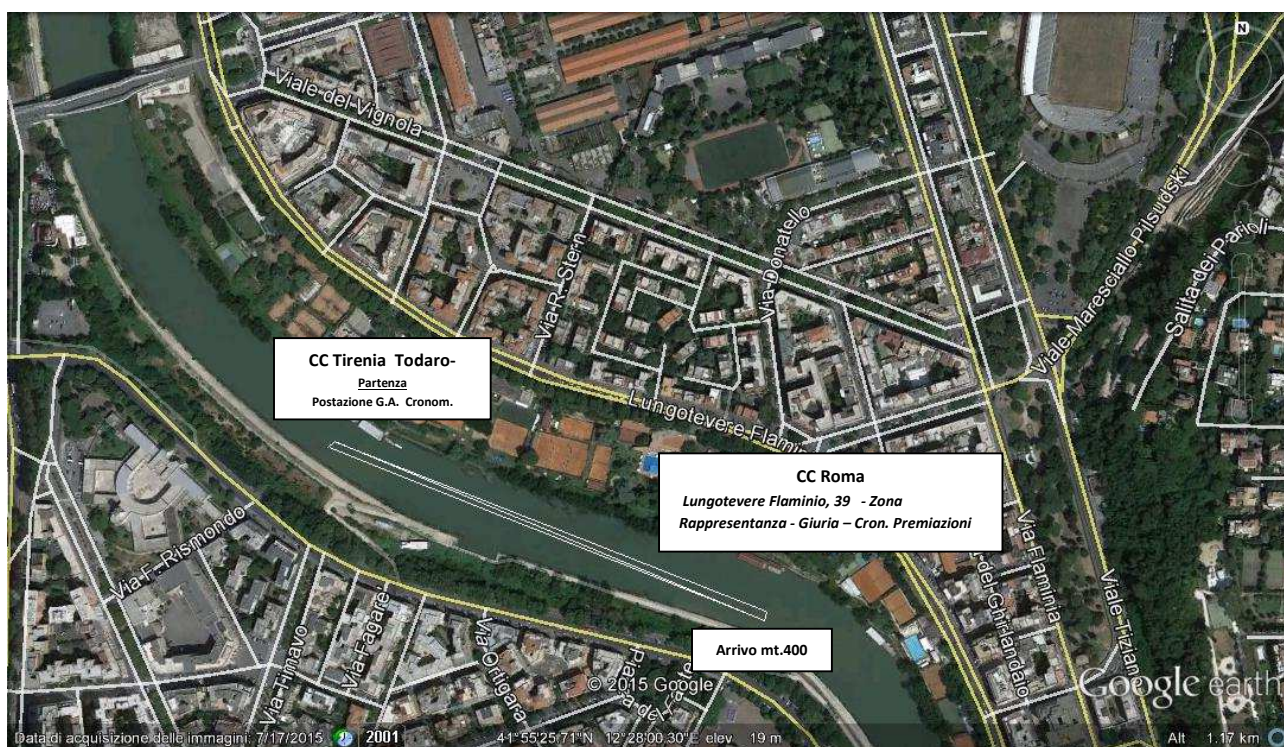 N
Viale del Vignola
Via R. Stern
Via Donatello
Viale Maresciallo Pilsudski
Salita dei Parioli
CC Tirenia Todaro-
Partenza
Postazione G.A. Cronom.
Lungotevere Flamin
CC Roma
Lungotevere Flaminio, 39 - Zona
Rappresentanza - Giuria – Cron. Premiazioni
Via F. Rismondo
Via Timavo
Via Fagare
Via Ortigara
Via Flaminia
Viale Tiziano
dei Ghirlandaio
Arrivo mt.400
© 2015 Google
Google earth
Data di acquisizione delle immagini: 7/17/2015 2001 41°55'25.71"N 12°28'00.30"E elev 19 m Alt 1.17 km